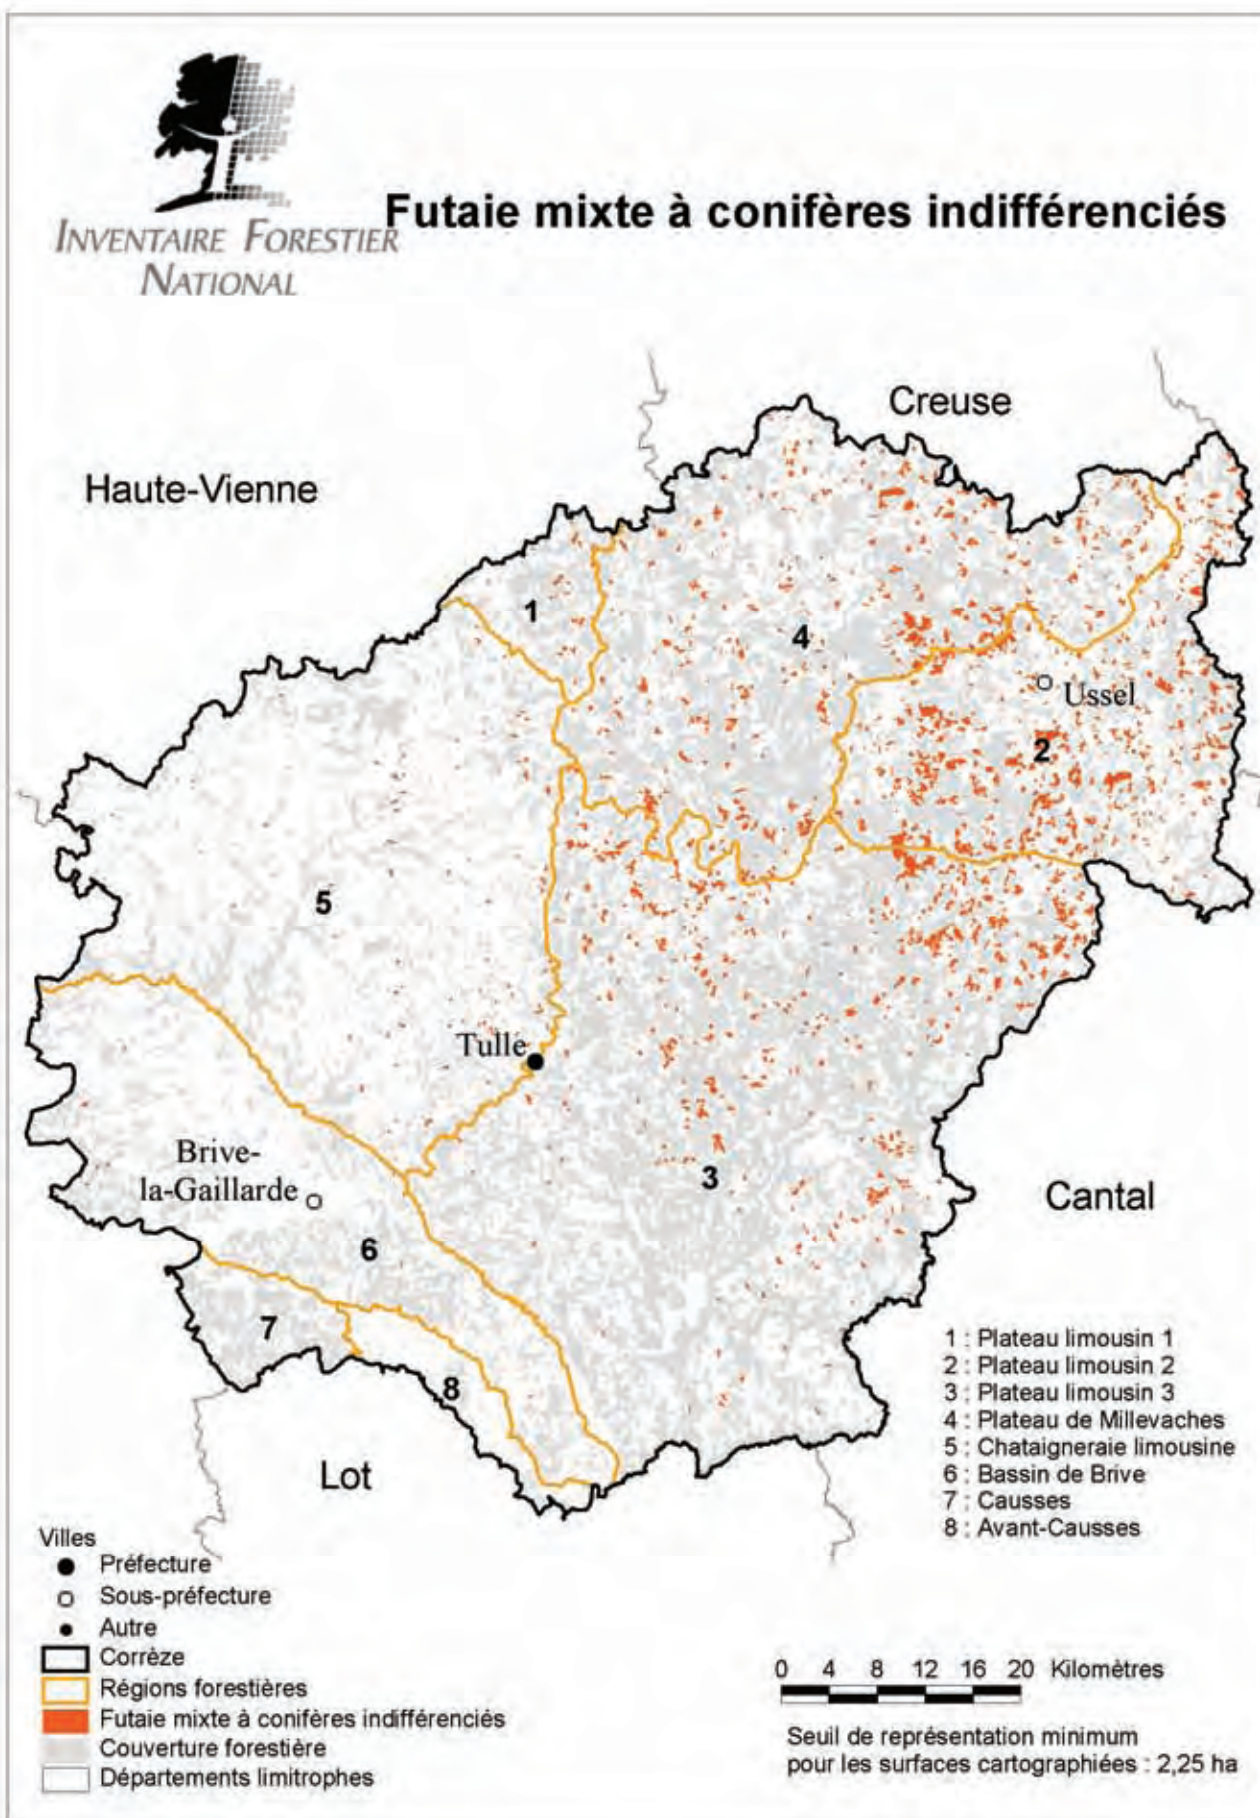 INVENTAIRE FORESTIER
NATIONAL
Futaie mixte à conifères indifférenciés
Creuse
Haute-Vienne
1
4
Ussel
2
5
Tulle
Brive-
la-Gaillarde
3
Cantal
6
7
8
Lot
1 : Plateau limousin 1
2 : Plateau limousin 2
3 : Plateau limousin 3
4 : Plateau de Millevaches
5 : Chataigneraie limousine
6 : Bassin de Brive
7 : Causses
8 : Avant-Causses
Villes
Préfecture
Sous-préfecture
Autre
Corrèze
Régions forestières
Futaie mixte à conifères indifférenciés
Couverture forestière
Départements limitrophes
0 4 8 12 16 20 Kilomètres
Seuil de représentation minimum
pour les surfaces cartographiées : 2,25 ha